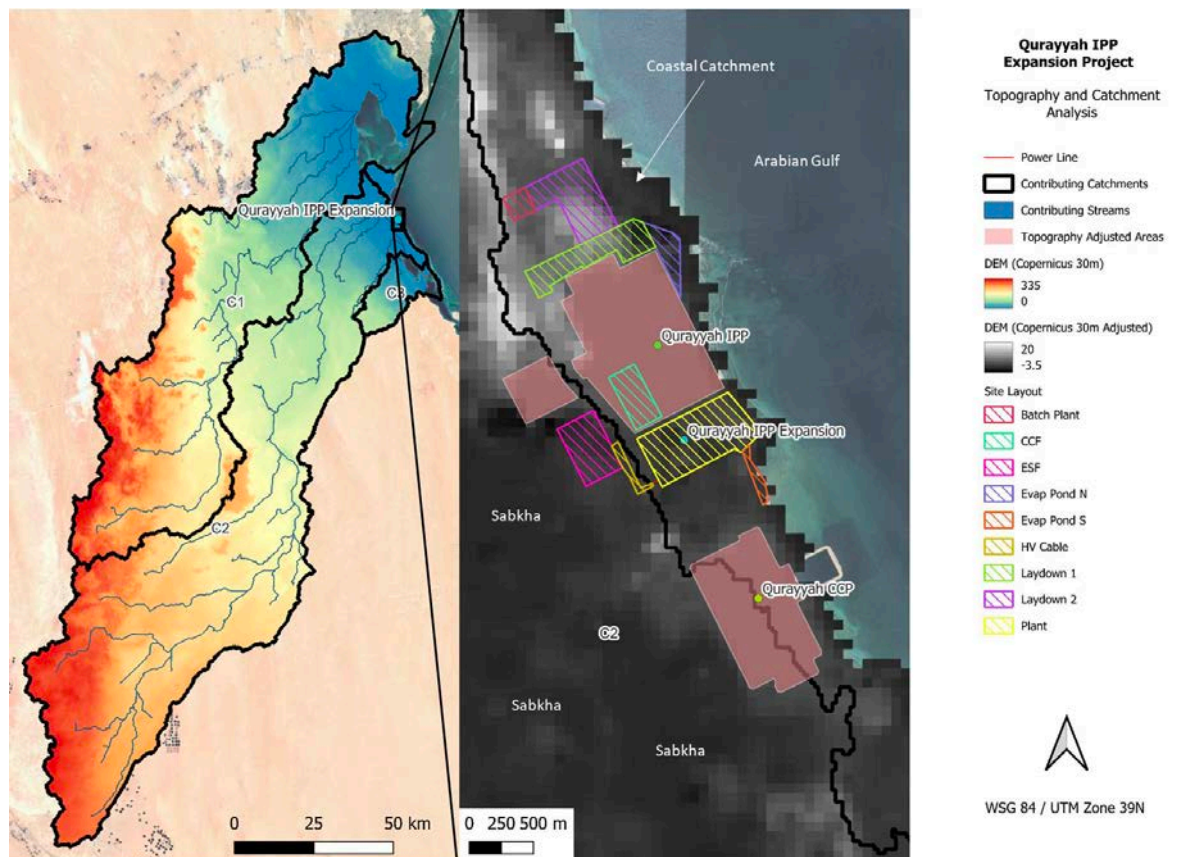 Coastal Catchment
Arabian Gulf
Qurayyah IPP Expansion
C1
C3
C2
Qurayyah IPP
Qurayyah IPP Expansion
Sabkha
Qurayyah CCP
C2
Sabkha
Sabkha
0 25 50 km
0 250 500 m
Qurayyah IPP
Expansion Project
Topography and Catchment
Analysis
Power Line
Contributing Catchments
Contributing Streams
Topography Adjusted Areas
DEM (Copernicus 30m)
335
0
DEM (Copernicus 30m Adjusted)
20
-3.5
Site Layout
Batch Plant
CCF
ESF
Evap Pond N
Evap Pond S
HV Cable
Laydown 1
Laydown 2
Plant
WSG 84 / UTM Zone 39N